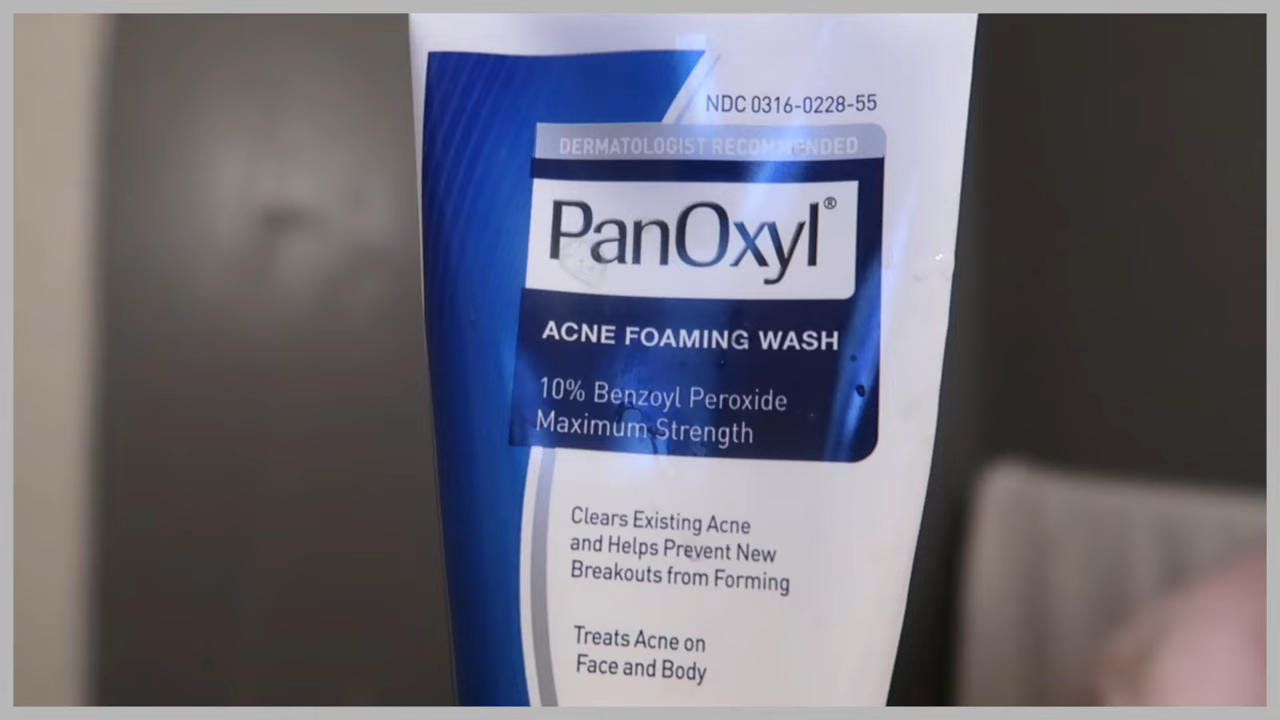 NDC 0316-0228-55
DERMATOLOGIST RECOMMENDED
PanOxyl®
ACNE FOAMING WASH
10% Benzoyl Peroxide
Maximum Strength
Clears Existing Acne
and Helps Prevent New
Breakouts from Forming
Treats Acne on
Face and Body